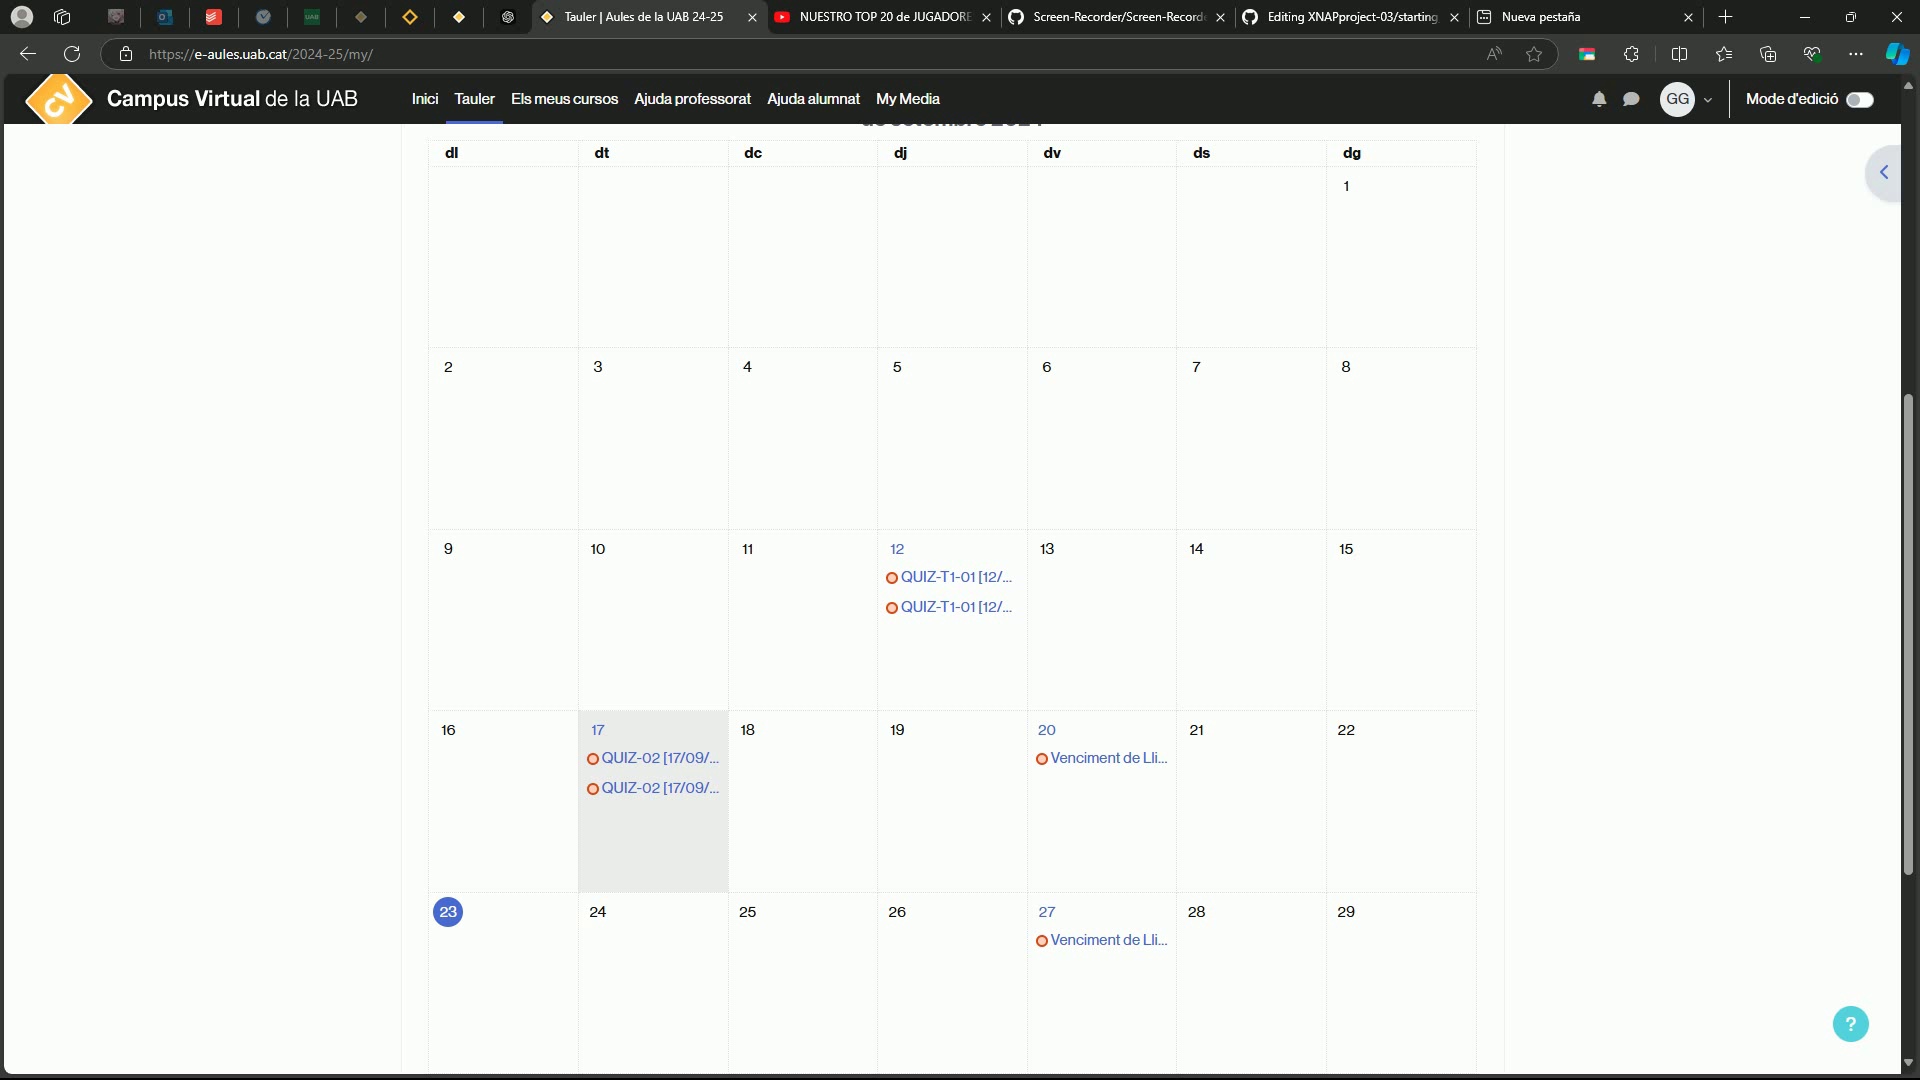 Tauler | Aules de la UAB 24-25
NUESTRO TOP 20 de JUGADORE
Screen-Recorder/Screen-Recorde
Editing XNAPproject-03/starting
Nueva pestaña
https://e-aules.uab.cat/2024-25/my/
CV
Campus Virtual de la UAB
Inici
Tauler
Els meus cursos
Ajuda professorat
Ajuda alumnat
My Media
GG
Mode d'edició
dl dt dc dj dv ds dg
1
2 3 4 5 6 7 8
9 10 11 12 13 14 15
QUIZ-T1-01 [12/...
QUIZ-T1-01 [12/...
16 17 18 19 20 21 22
QUIZ-02 [17/09/... Venciment de Lli...
QUIZ-02 [17/09/...
23 24 25 26 27 28 29
Venciment de Lli...
?